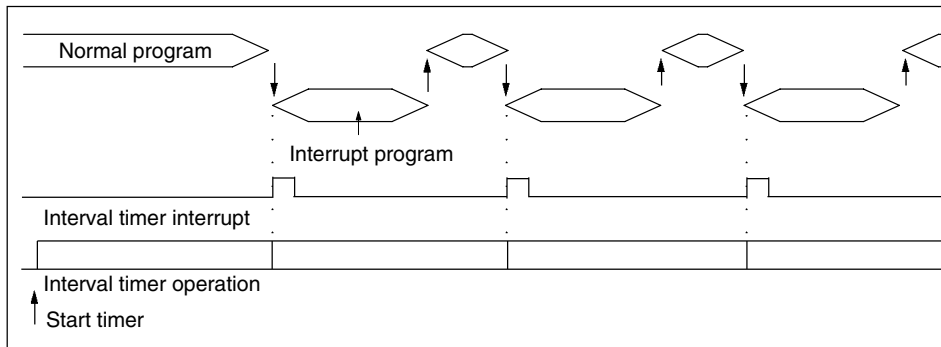 Normal program
Interrupt program
Interval timer interrupt
Interval timer operation
Start timer